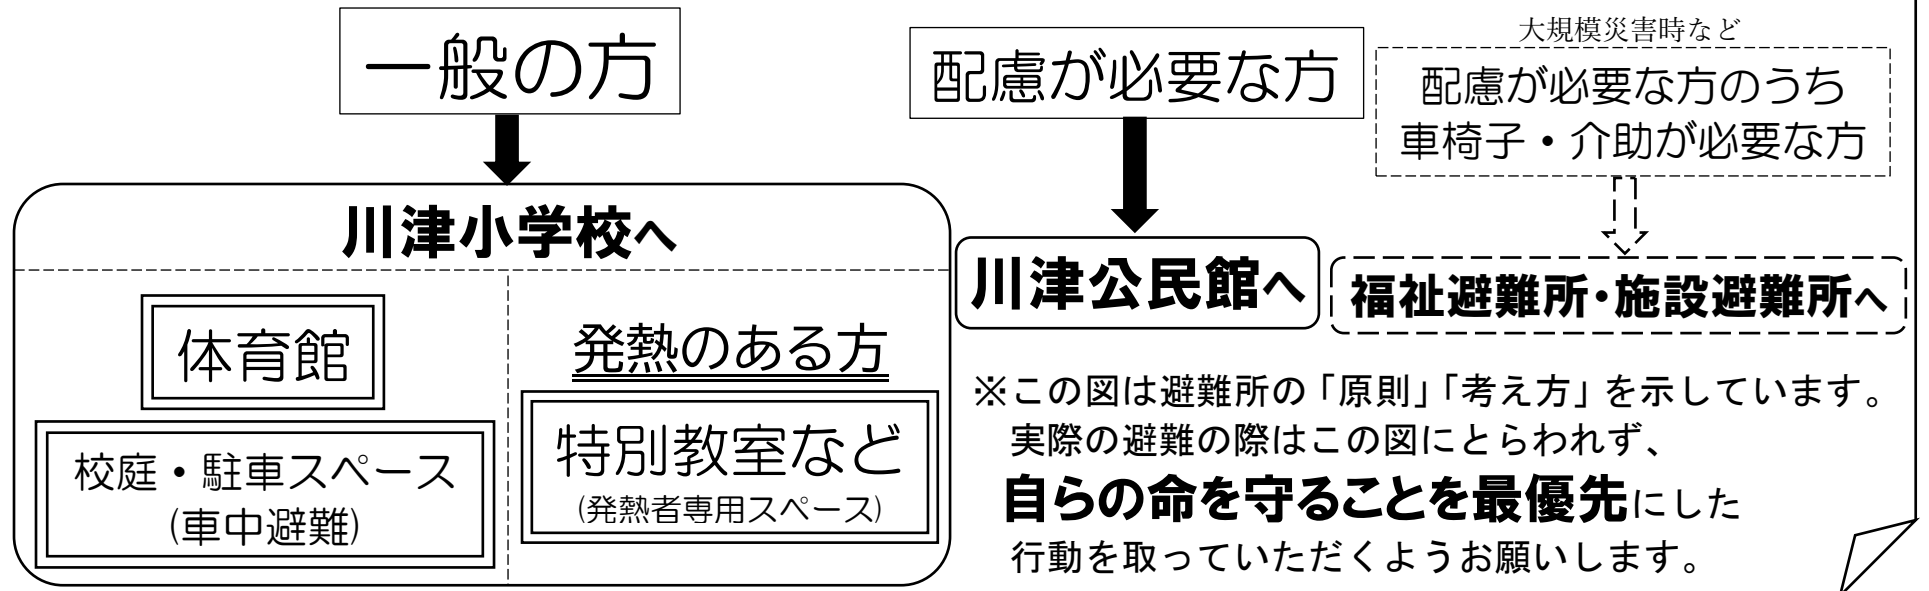 一般の方
川津小学校へ
体育館
校庭・駐車スペース
(車中避難)
発熱のある方
特別教室など
(発熱者専用スペース)
配慮が必要な方
川津公民館へ
大規模災害時など
配慮が必要な方のうち
車椅子・介助が必要な方
福祉避難所・施設避難所へ
※この図は避難所の「原則」「考え方」を示しています。
実際の避難の際はこの図にとらわれず、
自らの命を守ることを最優先にした
行動を取っていただくようお願いします。